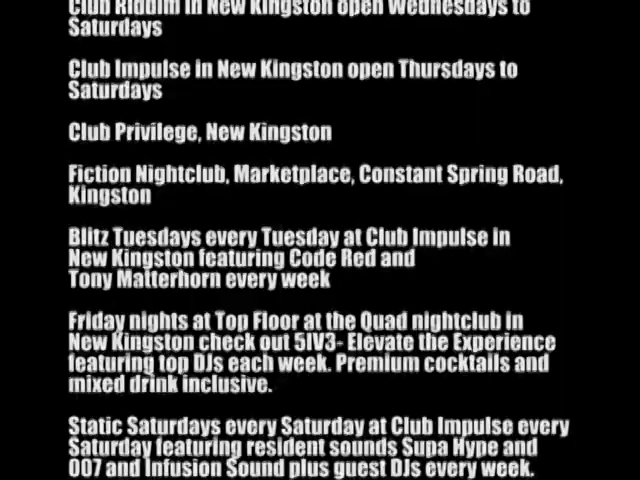 Club Riddim in New Kingston open Wednesdays to
Saturdays
Club Impulse in New Kingston open Thursdays to
Saturdays
Club Privilege, New Kingston
Fiction Nightclub, Marketplace, Constant Spring Road,
Kingston
Blitz Tuesdays every Tuesday at Club Impulse in
New Kingston featuring Code Red and
Tony Matterhorn every week
Friday nights at Top Floor at the Quad nightclub in
New Kingston check out 5IV3- Elevate the Experience
featuring top DJs each week. Premium cocktails and
mixed drink inclusive.
Static Saturdays every Saturday at Club Impulse every
Saturday featuring resident sounds Supa Hype and
007 and Infusion Sound plus guest DJs every week.